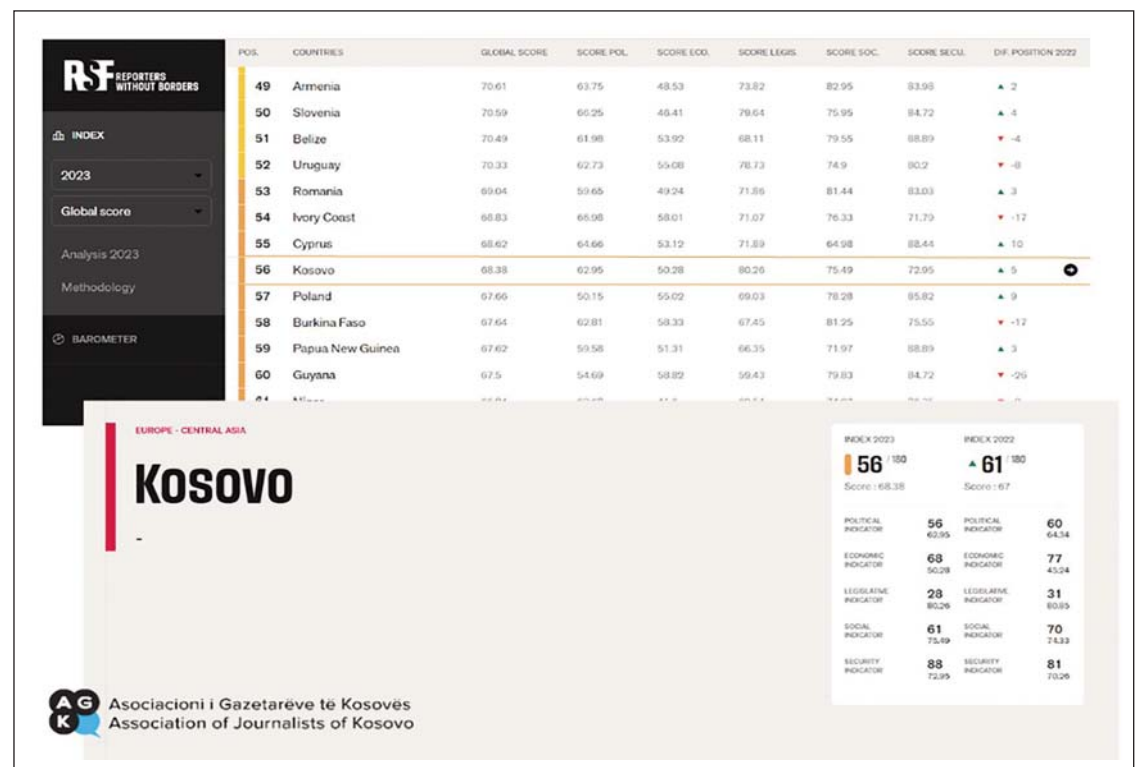 RSF REPORTERS WITHOUT BORDERS
INDEX
2023
Global score
Analysis 2023
Methodology
BAROMETER
POS. COUNTRIES GLOBAL SCORE SCORE POL. SCORE ECO. SCORE LEGIS. SCORE SOC. SCORE SECU. DIF. POSITION 2022
49 Armenia 70.61 63.75 48.53 73.82 82.95 83.98 ▲ 2
50 Slovenia 70.59 66.25 46.41 79.64 75.95 84.72 ▲ 4
51 Belize 70.49 61.98 53.92 68.11 79.55 88.89 ▼ -4
52 Uruguay 70.33 62.73 55.08 78.73 74.9 80.2 ▼ -8
53 Romania 69.04 59.65 49.24 71.86 81.44 83.03 ▲ 3
54 Ivory Coast 68.83 66.98 58.01 71.07 76.33 71.79 ▼ -17
55 Cyprus 68.62 64.66 53.12 71.89 64.98 88.44 ▲ 10
56 Kosovo 68.38 62.95 50.28 80.26 75.49 72.95 ▲ 5
57 Poland 67.66 50.15 55.02 69.03 78.28 85.82 ▲ 9
58 Burkina Faso 67.64 62.81 58.33 67.45 81.25 75.55 ▼ -17
59 Papua New Guinea 67.62 59.58 51.31 66.35 71.97 88.89 ▲ 3
60 Guyana 67.5 54.69 58.82 59.43 79.83 84.72 ▼ -26
EUROPE - CENTRAL ASIA
Kosovo
-
INDEX 2023 INDEX 2022
56 / 180 ▲ 61 / 180
Score : 68.38 Score : 67
POLITICAL INDICATOR 56 POLITICAL INDICATOR 60
62.95 64.34
ECONOMIC INDICATOR 68 ECONOMIC INDICATOR 77
50.28 45.24
LEGISLATIVE INDICATOR 28 LEGISLATIVE INDICATOR 31
80.26 80.85
SOCIAL INDICATOR 61 SOCIAL INDICATOR 70
75.49 74.33
SECURITY INDICATOR 88 SECURITY INDICATOR 81
72.95 70.26
AGK
Asociacioni i Gazetarëve të Kosovës
Association of Journalists of Kosovo